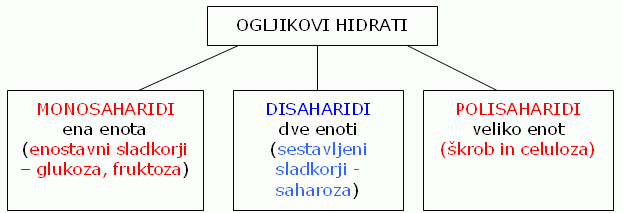 OGLJIKOVI HIDRATI
MONOSAHARIDI
ena enota
(enostavni sladkorji
– glukoza, fruktoza)
DISAHARIDI
dve enoti
(sestavljeni
sladkorji -
saharoza)
POLISAHARIDI
veliko enot
(škrob in celuloza)